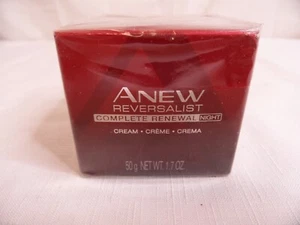 ANEW
REVERSALIST
COMPLETE RENEWAL NIGHT
CREAM • CRÈME • CREMA
50 g NET WT. 1.7 OZ.